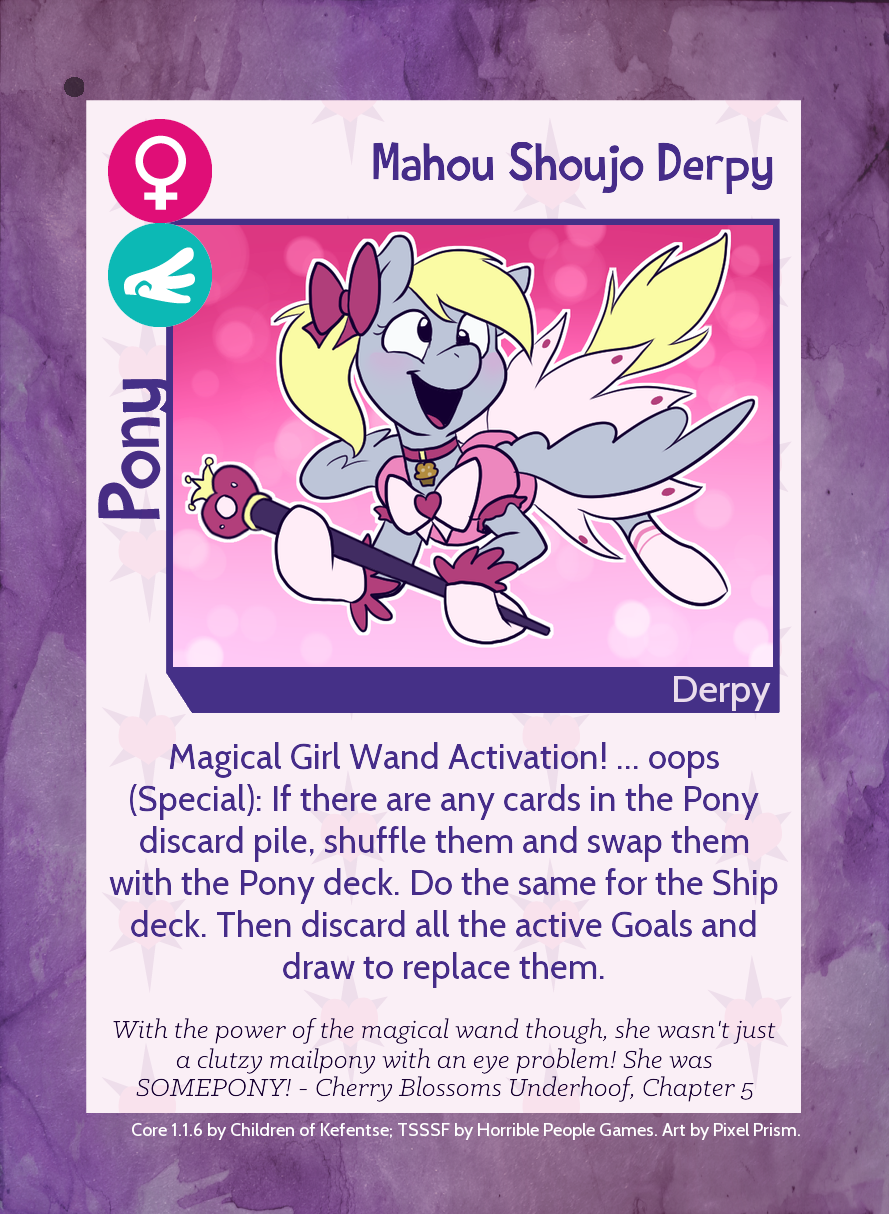 Mahou Shoujo Derpy
Pony
Derpy
Magical Girl Wand Activation! ... oops
(Special): If there are any cards in the Pony
discard pile, shuffle them and swap them
with the Pony deck. Do the same for the Ship
deck. Then discard all the active Goals and
draw to replace them.
With the power of the magical wand though, she wasn't just
a clutzy mailpony with an eye problem! She was
SOMEPONY! - Cherry Blossoms Underhoof, Chapter 5
Core 1.1.6 by Children of Kefentse; TSSSF by Horrible People Games. Art by Pixel Prism.